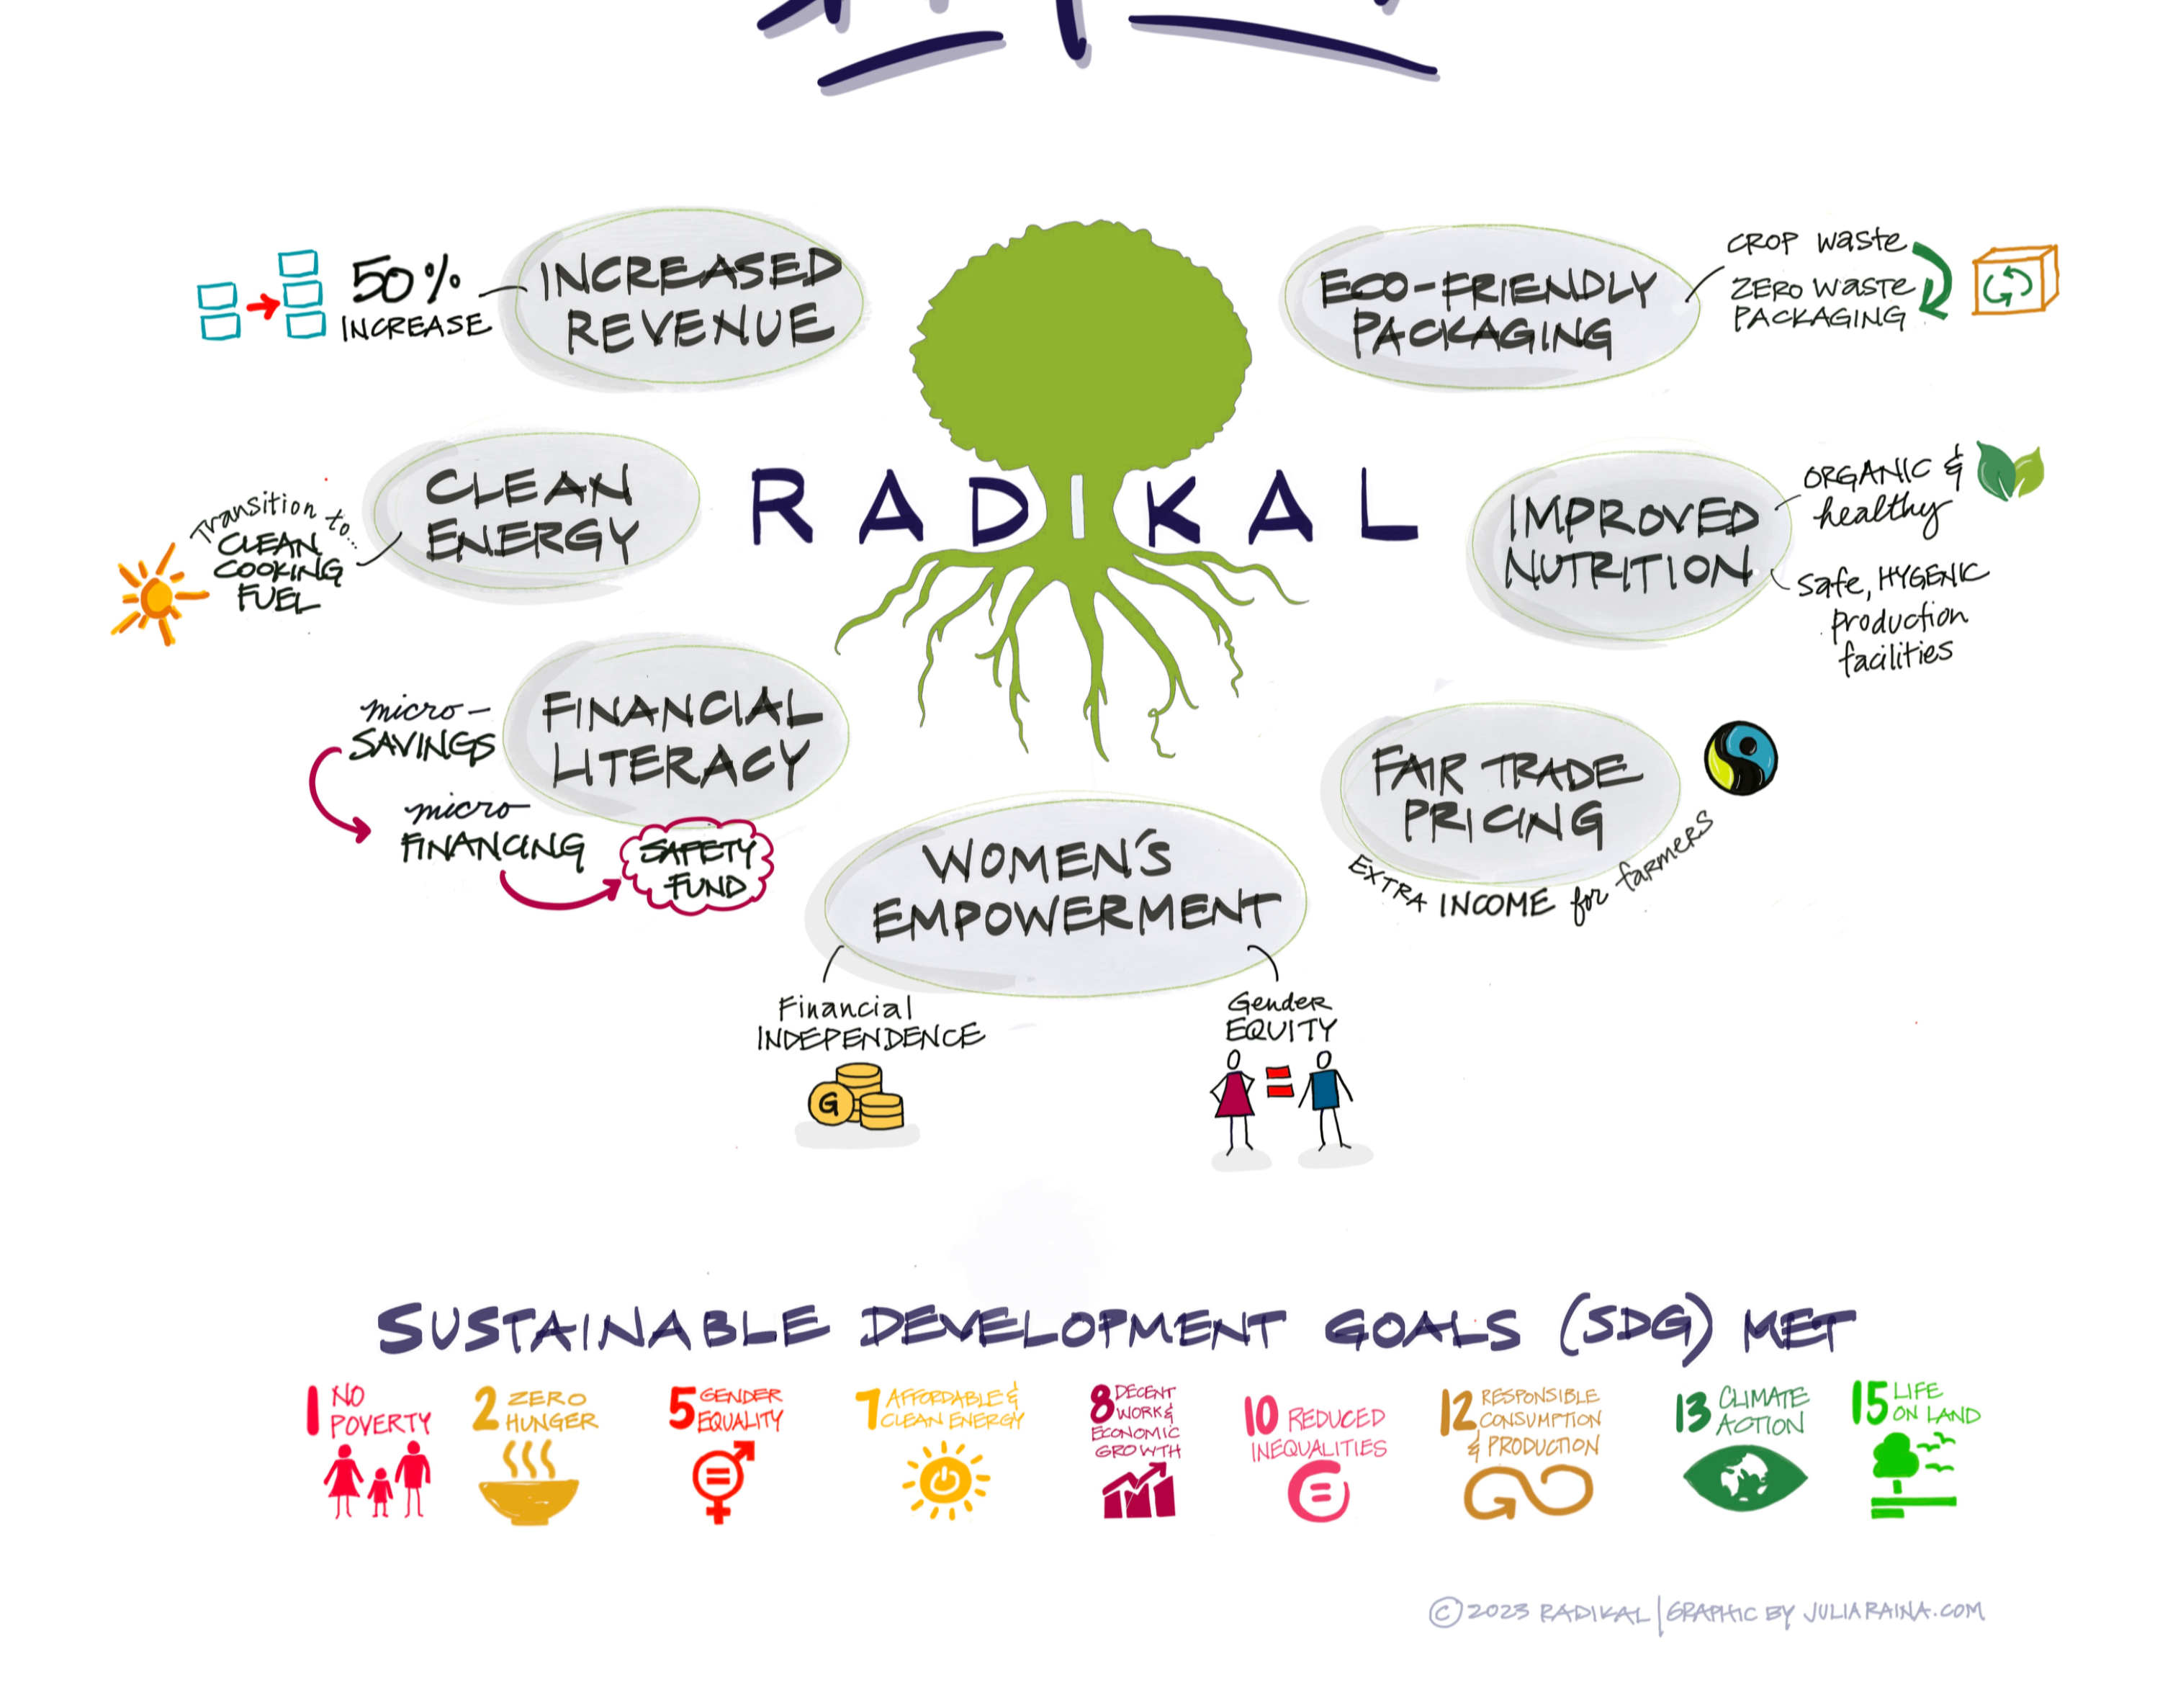 50%
INCREASE
INCREASED
REVENUE
ECO-FRIENDLY
PACKAGING
CROP waste
ZERO waste
PACKAGING
Transition to...
CLEAN
COOKING
FUEL
CLEAN
ENERGY
RADIKAL
IMPROVED
NUTRITION
ORGANIC &
healthy
Safe, HYGENIC
production
facilities
micro-
SAVINGS
micro
FINANCING
SAFETY
FUND
FINANCIAL
LITERACY
WOMEN'S
EMPOWERMENT
FAIR TRADE
PRICING
EXTRA INCOME for farmers
Financial
INDEPENDENCE
G
Gender
EQUITY
SUSTAINABLE DEVELOPMENT GOALS (SDG) MET
1 NO
POVERTY
2 ZERO
HUNGER
5 GENDER
EQUALITY
7 AFFORDABLE &
CLEAN ENERGY
8 DECENT
WORK &
ECONOMIC
GROWTH
10 REDUCED
INEQUALITIES
12 RESPONSIBLE
CONSUMPTION
& PRODUCTION
13 CLIMATE
ACTION
15 LIFE
ON LAND
© 2023 RADIKAL | GRAPHIC BY JULIARAINA.COM